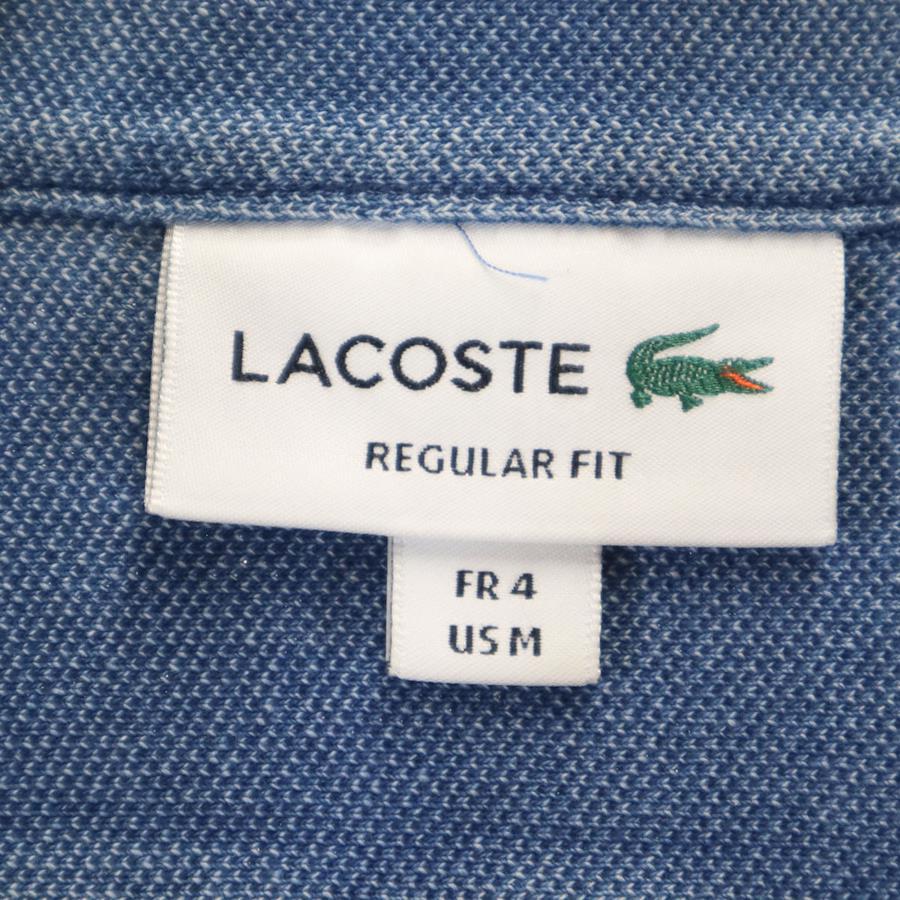 LACOSTE
REGULAR FIT
FR 4
US M